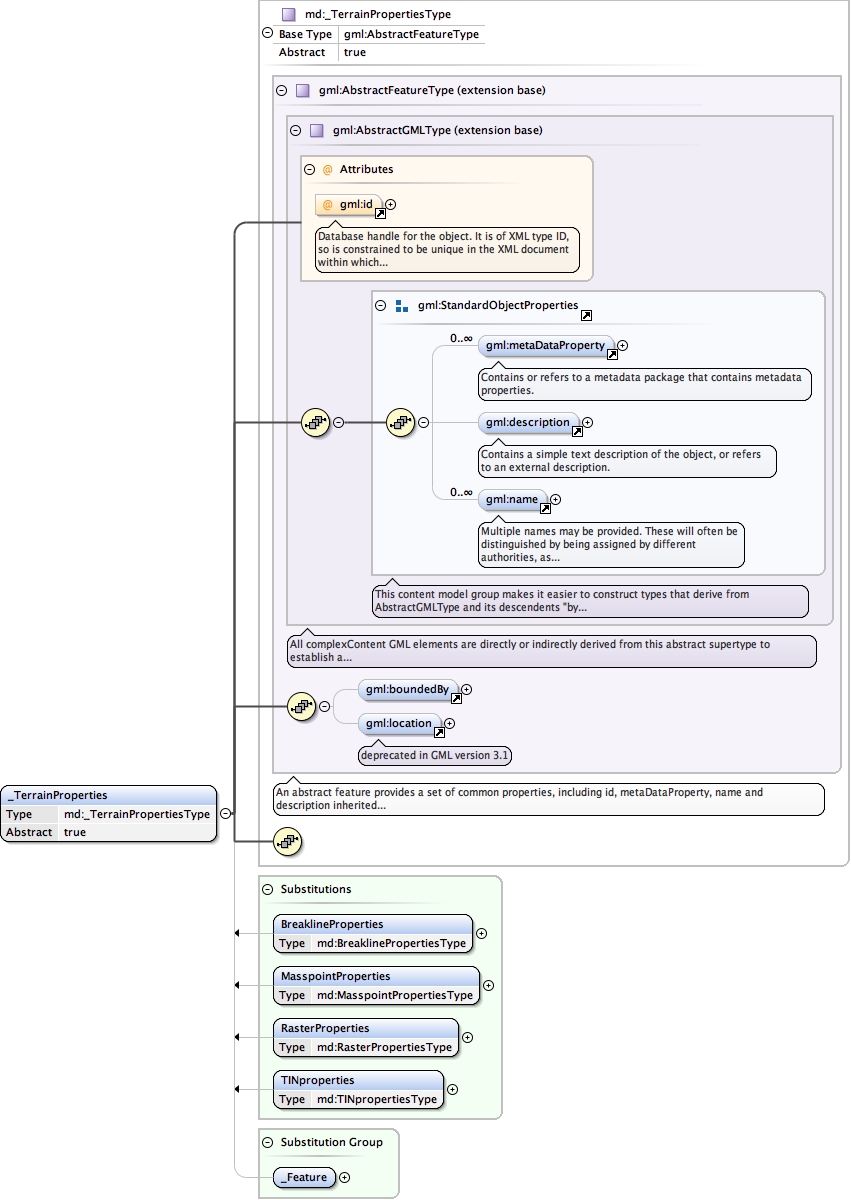 md:_TerrainPropertiesType
Base Type gml:AbstractFeatureType
Abstract true
gml:AbstractFeatureType (extension base)
gml:AbstractGMLType (extension base)
@ Attributes
@ gml:id
Database handle for the object. It is of XML type ID,
so is constrained to be unique in the XML document
within which...
gml:StandardObjectProperties
0..∞
gml:metaDataProperty
Contains or refers to a metadata package that contains metadata
properties.
gml:description
Contains a simple text description of the object, or refers
to an external description.
0..∞
gml:name
Multiple names may be provided. These will often be
distinguished by being assigned by different
authorities, as...
This content model group makes it easier to construct types that derive from
AbstractGMLType and its descendents "by...
All complexContent GML elements are directly or indirectly derived from this abstract supertype to
establish a...
gml:boundedBy
gml:location
deprecated in GML version 3.1
An abstract feature provides a set of common properties, including id, metaDataProperty, name and
description inherited...
_TerrainProperties
Type md:_TerrainPropertiesType
Abstract true
Substitutions
BreaklineProperties
Type md:BreaklinePropertiesType
MasspointProperties
Type md:MasspointPropertiesType
RasterProperties
Type md:RasterPropertiesType
TINproperties
Type md:TINpropertiesType
Substitution Group
_Feature